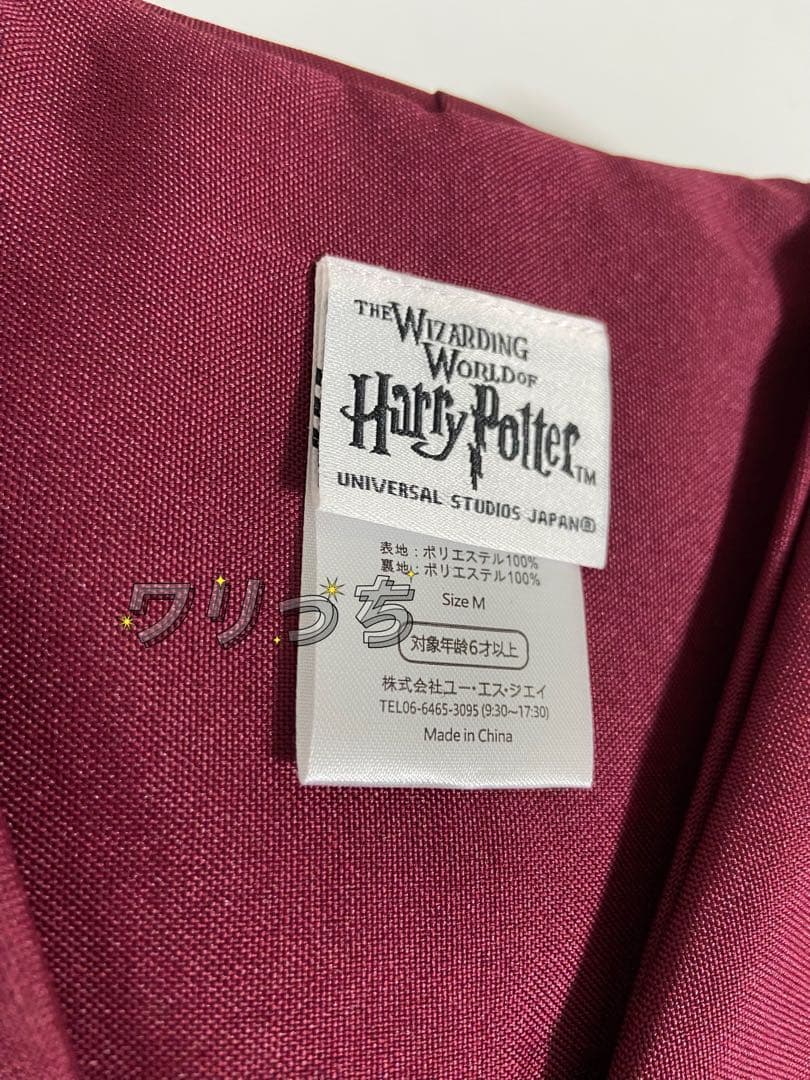 THE WIZARDING
WORLD OF
Harry Potter TM
UNIVERSAL STUDIOS JAPAN®
表地：ポリエステル100%
裏地：ポリエステル100%
Size M
ワリっち
対象年齢6才以上
株式会社ユー・エス・ジェイ
TEL06-6465-3095 (9:30～17:30)
Made in China